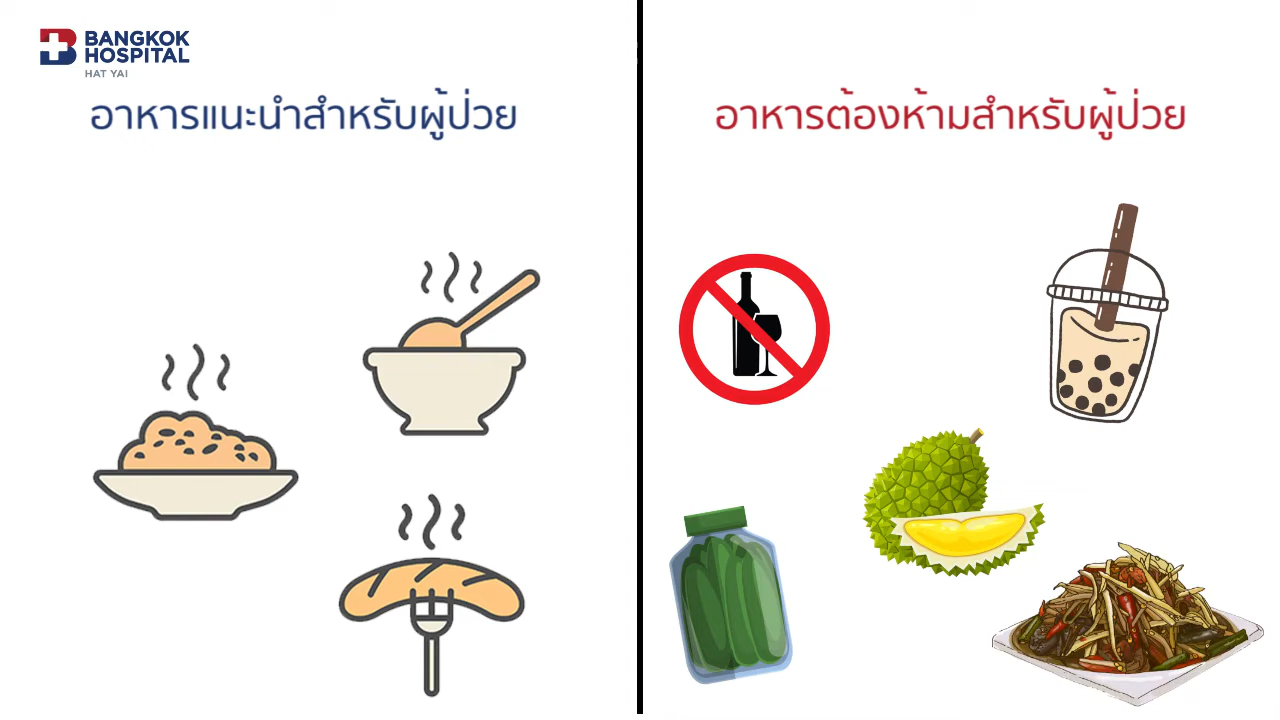 BANGKOK
HOSPITAL
HAT YAI
อาหารแนะนำสำหรับผู้ป่วย
อาหารต้องห้ามสำหรับผู้ป่วย